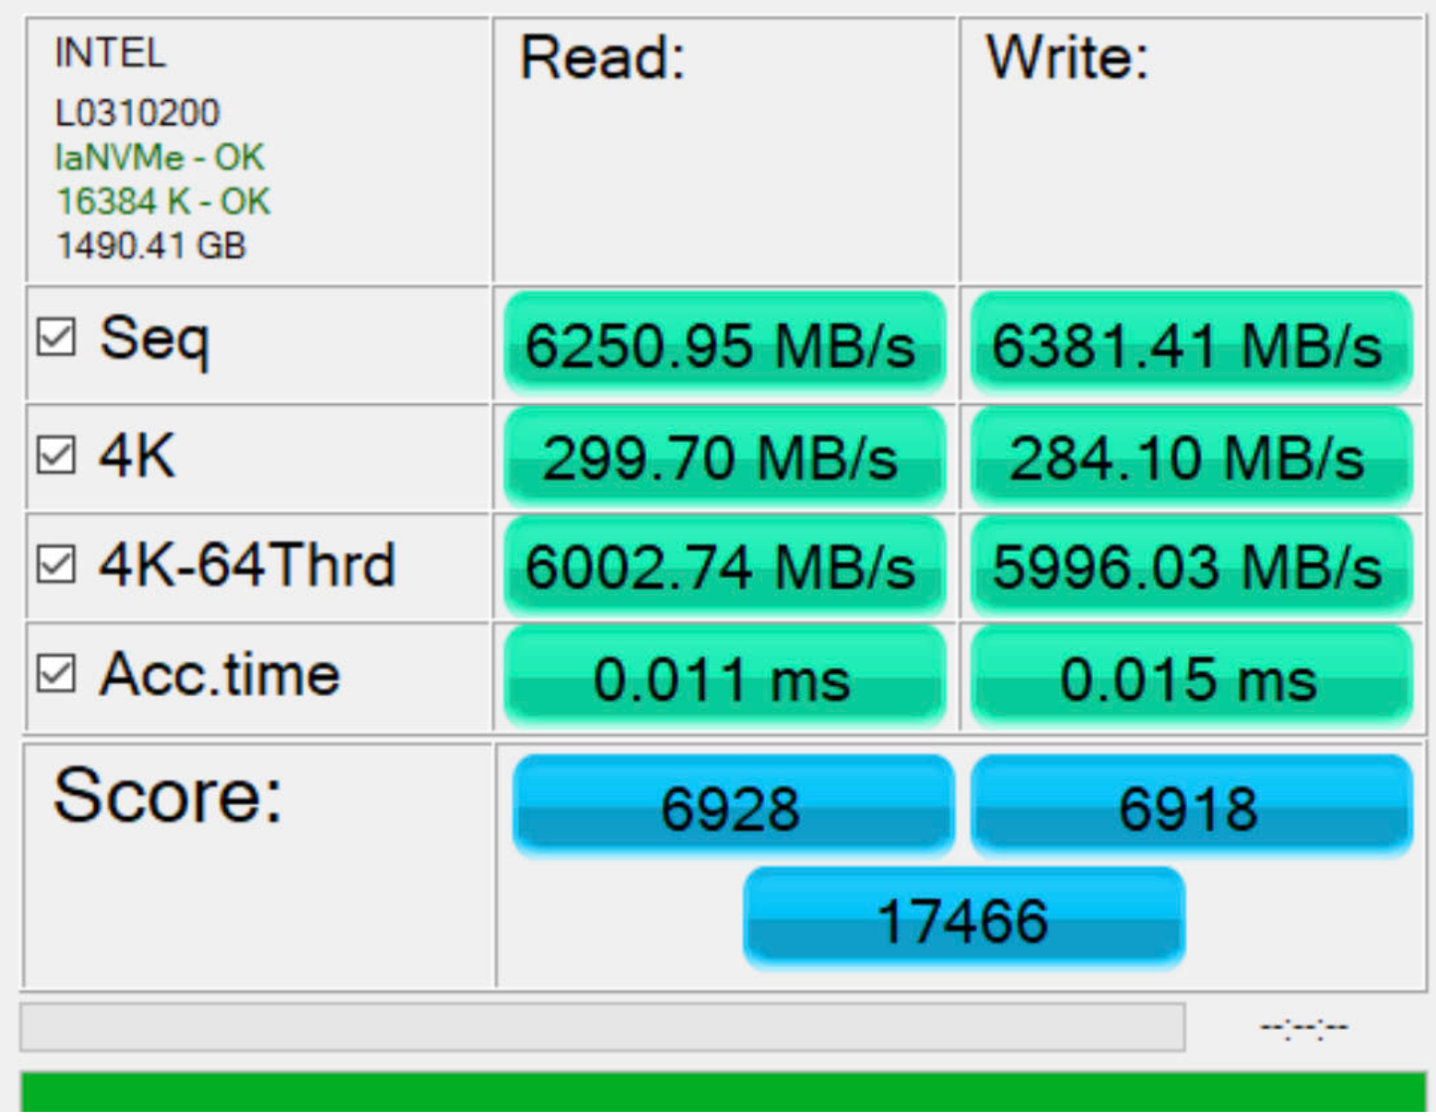 INTEL
L0310200
IaNVMe - OK
16384 K - OK
1490.41 GB
Read:
Write:
Seq
6250.95 MB/s
6381.41 MB/s
4K
299.70 MB/s
284.10 MB/s
4K-64Thrd
6002.74 MB/s
5996.03 MB/s
Acc.time
0.011 ms
0.015 ms
Score:
6928
6918
17466
--:--:--